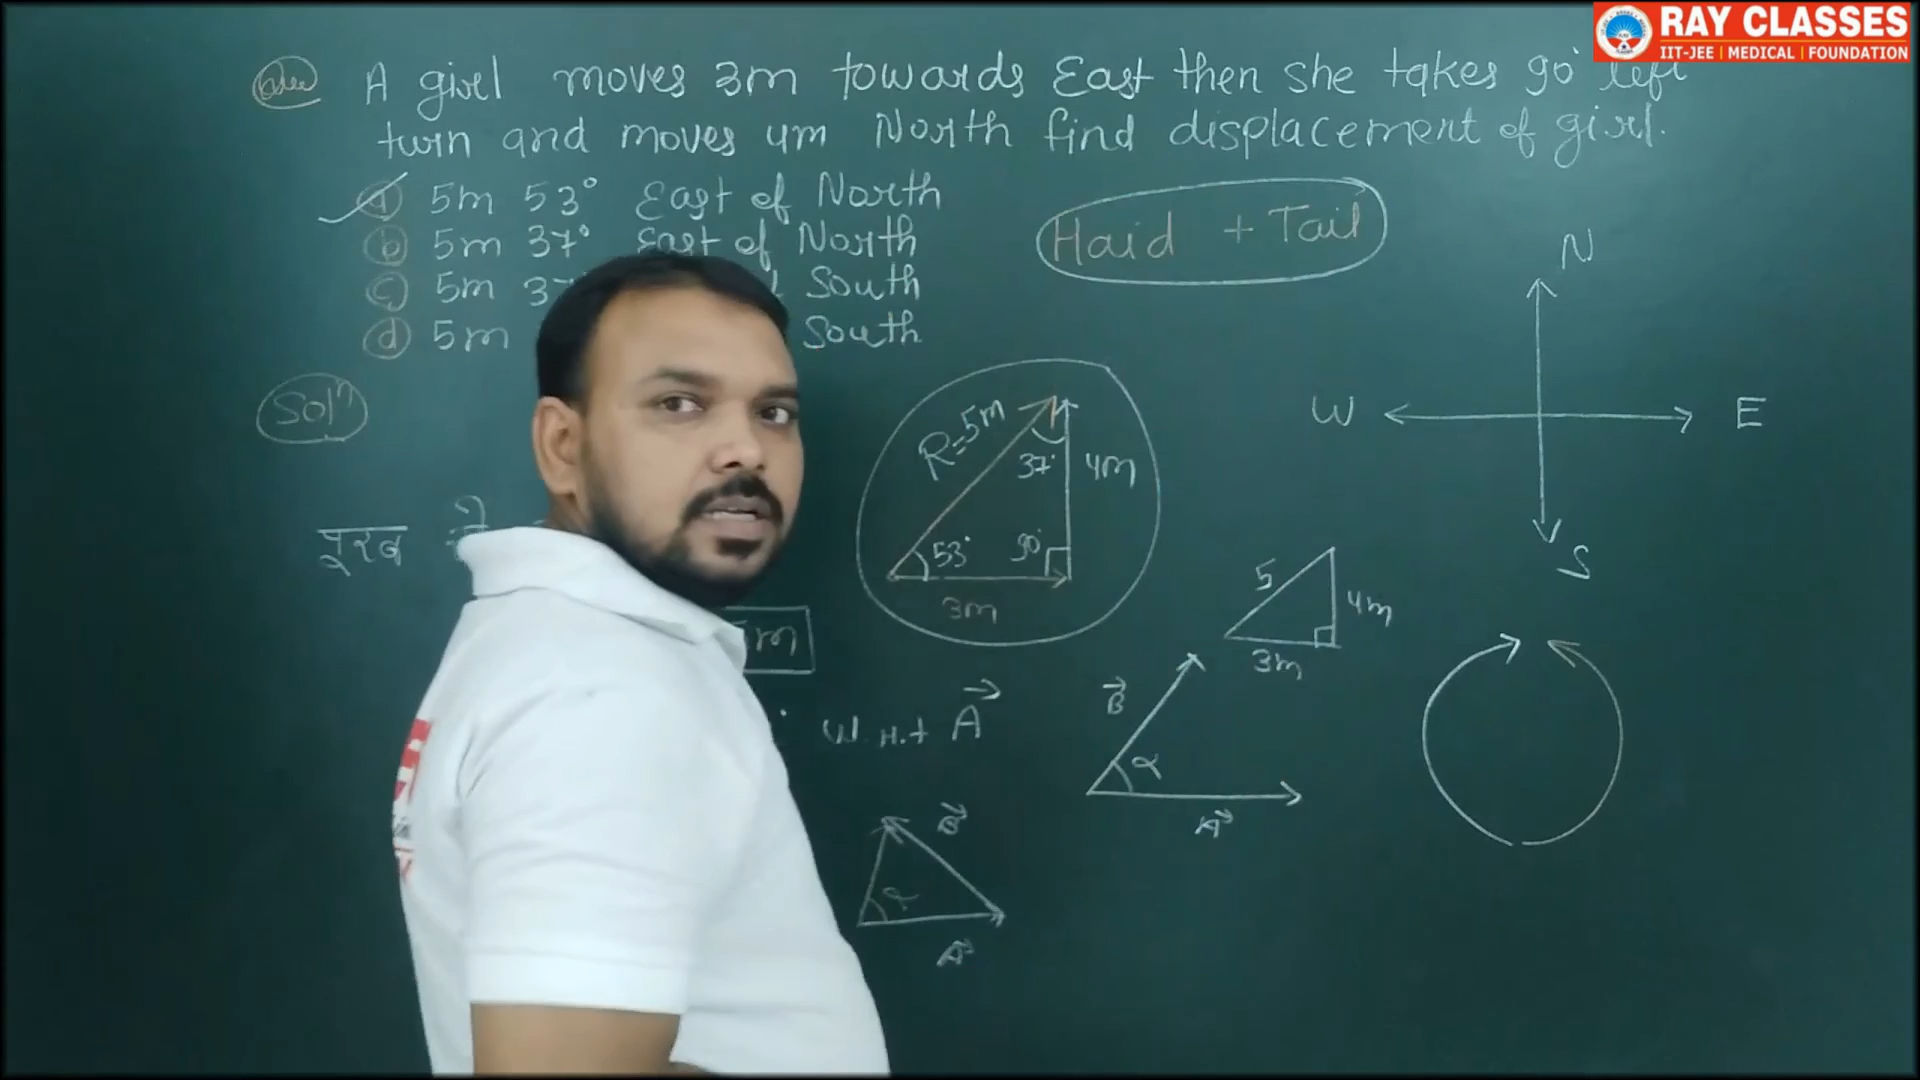 RAY CLASSES
IIT-JEE | MEDICAL | FOUNDATION
Que A girl moves 3m towards East then she takes 90° left
turn and moves 4m North find displacement of girl.
a 5m 53° East of North
b 5m 37° East of North
c 5m South
d 5m South
Haid + Tail
N
W E
S
Solⁿ
R=5m
37°
4m
53° 90°
3m
पूरब से
5
4m
3m
w.r.t A⃗
B⃗
α
A⃗
B⃗
α
A⃗